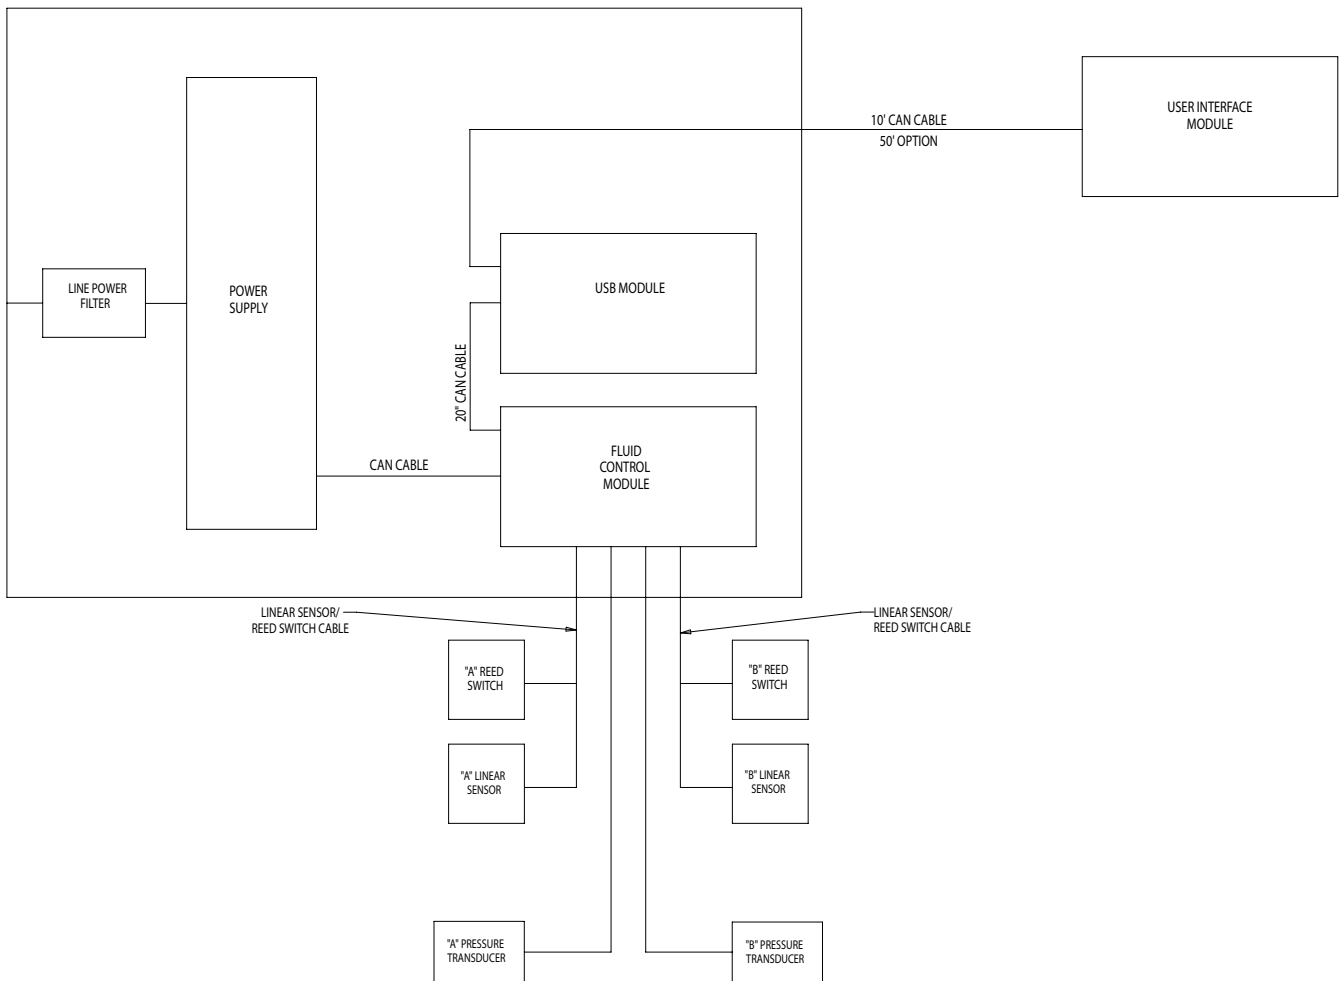 USER INTERFACE
MODULE
10' CAN CABLE
50' OPTION
LINE POWER
FILTER
POWER
SUPPLY
USB MODULE
20" CAN CABLE
FLUID
CONTROL
MODULE
CAN CABLE
LINEAR SENSOR/
REED SWITCH CABLE
LINEAR SENSOR/
REED SWITCH CABLE
"A" REED
SWITCH
"B" REED
SWITCH
"A" LINEAR
SENSOR
"B" LINEAR
SENSOR
"A" PRESSURE
TRANSDUCER
"B" PRESSURE
TRANSDUCER